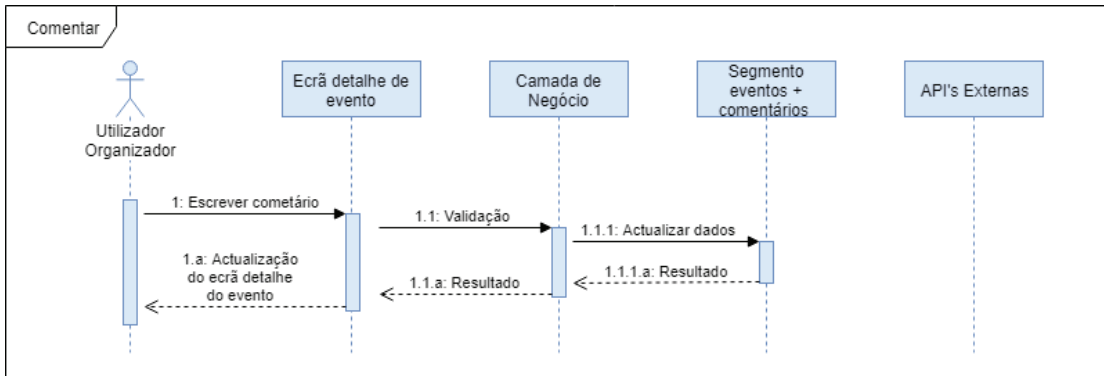 Comentar
Utilizador
Organizador
Ecrã detalhe de
evento
Camada de
Negócio
Segmento
eventos +
comentários
API's Externas
1: Escrever cometário
1.1: Validação
1.1.1: Actualizar dados
1.a: Actualização
do ecrã detalhe
do evento
1.1.a: Resultado
1.1.1.a: Resultado